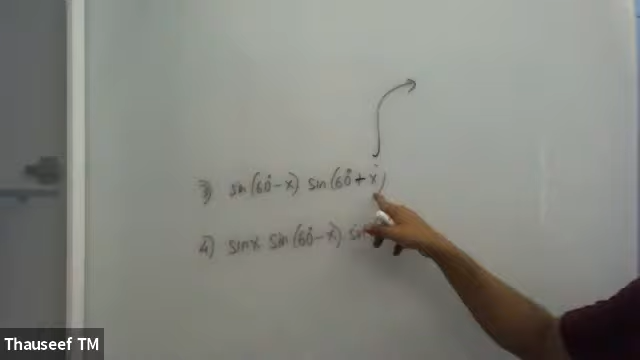 3) sin(60°-x) sin(60°+x)
4) sinx sin(60°-x) sin
Thauseef TM